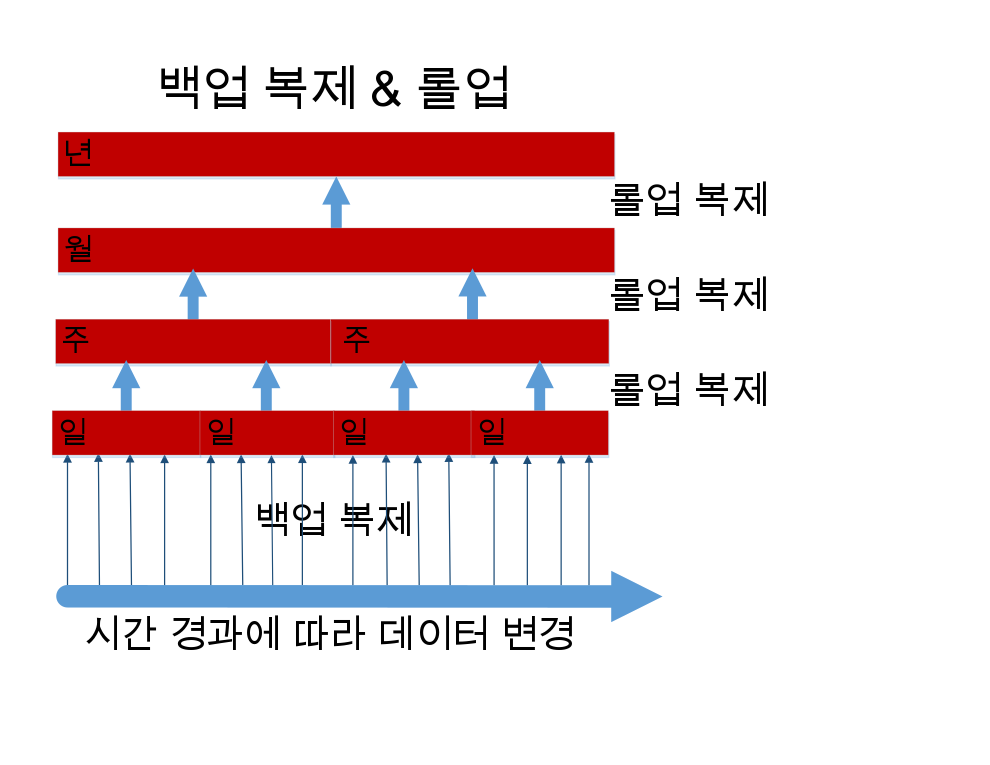 백업 복제 & 롤업
년
롤업 복제
월
롤업 복제
주 주
롤업 복제
일 일 일 일
백업 복제
시간 경과에 따라 데이터 변경